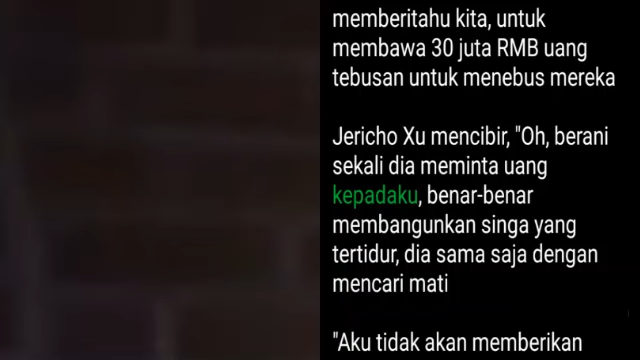 memberitahu kita, untuk
membawa 30 juta RMB uang
tebusan untuk menebus mereka
Jericho Xu mencibir, "Oh, berani
sekali dia meminta uang
kepadaku, benar-benar
membangunkan singa yang
tertidur, dia sama saja dengan
mencari mati
"Aku tidak akan memberikan